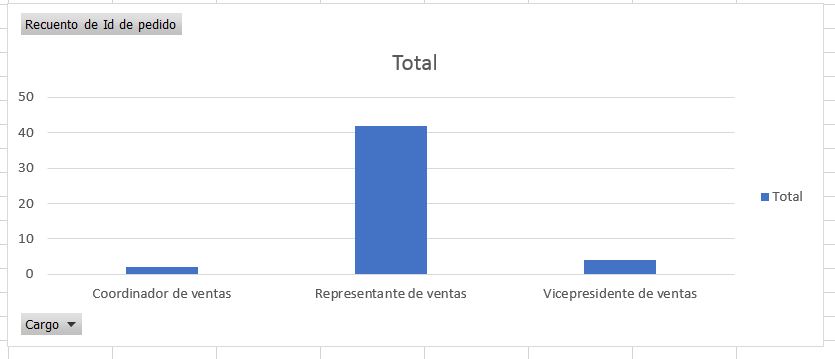 Recuento de Id de pedido
Total
50
40
30
20
10
0
Coordinador de ventas
Representante de ventas
Vicepresidente de ventas
Total
Cargo